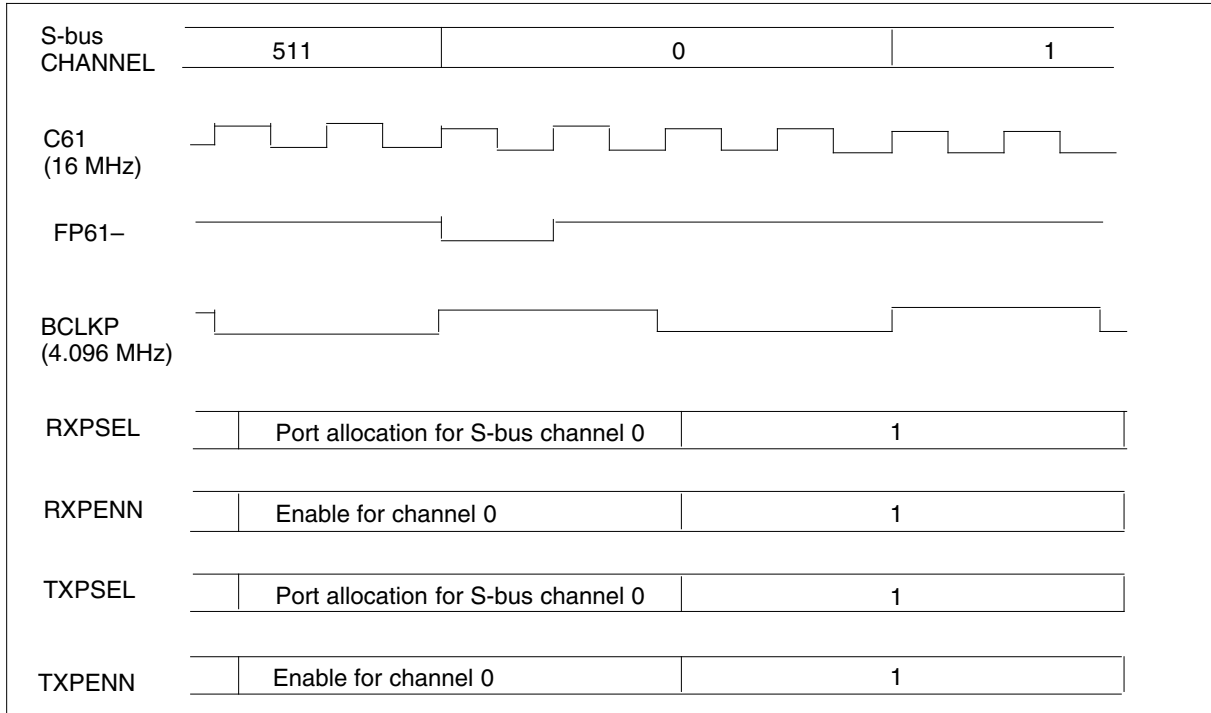 S-bus
CHANNEL
511
0
1
C61
(16 MHz)
FP61–
BCLKP
(4.096 MHz)
RXPSEL
Port allocation for S-bus channel 0
1
RXPENN
Enable for channel 0
1
TXPSEL
Port allocation for S-bus channel 0
1
TXPENN
Enable for channel 0
1